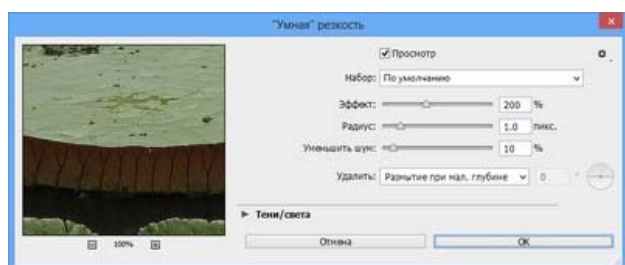 "Умная" резкость
Просмотр
Набор: По умолчанию
Эффект: 200 %
Радиус: 1.0 пикс.
Уменьшить шум: 10 %
Удалить: Размытие при мал. глубине 0 °
Тени/света
100%
Отмена OK